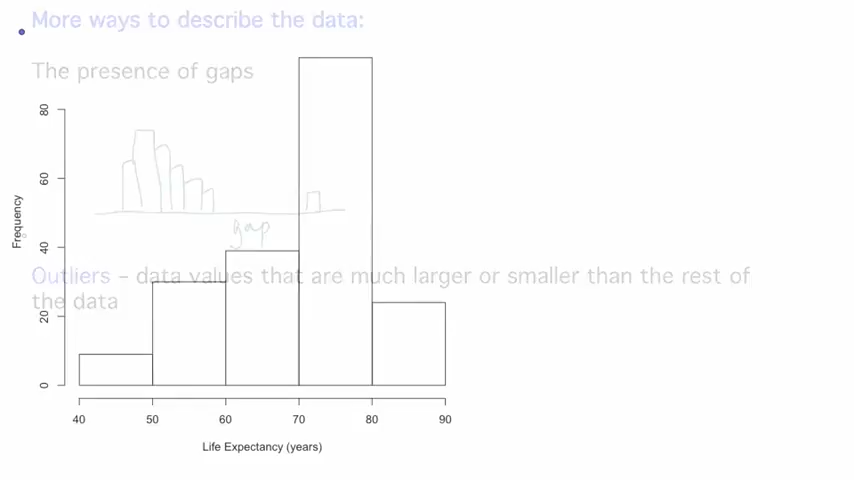 More ways to describe the data:
The presence of gaps
gap
Outliers – data values that are much larger or smaller than the rest of
the data
Frequency
80
60
40
20
0
40 50 60 70 80 90
Life Expectancy (years)